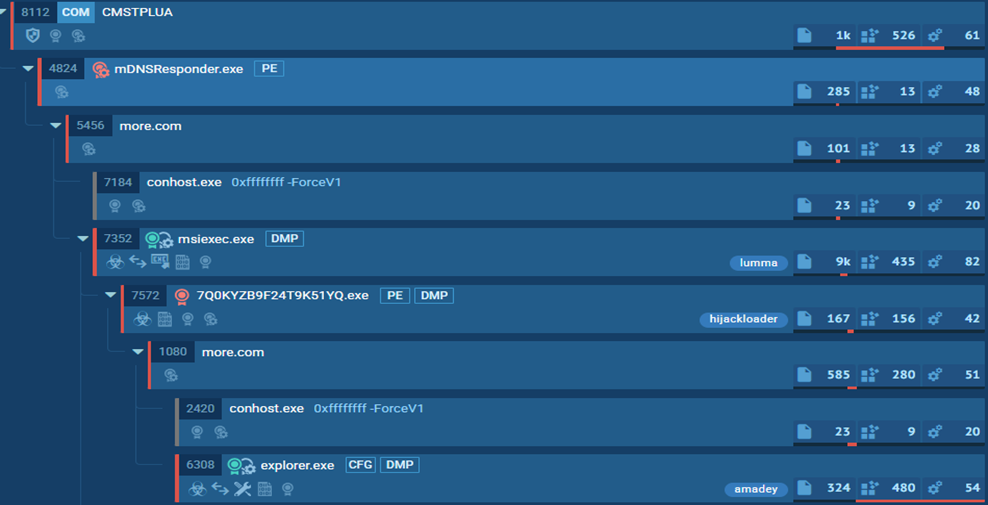 8112 COM CMSTPLUA
1k 526 61
4824 mDNSResponder.exe PE
285 13 48
5456 more.com
101 13 28
7184 conhost.exe 0xffffffff -ForceV1
23 9 20
7352 msiexec.exe DMP
lumma 9k 435 82
7572 7Q0KYZB9F24T9K51YQ.exe PE DMP
hijackloader 167 156 42
1080 more.com
585 280 51
2420 conhost.exe 0xffffffff -ForceV1
23 9 20
6308 explorer.exe CFG DMP
amadey 324 480 54